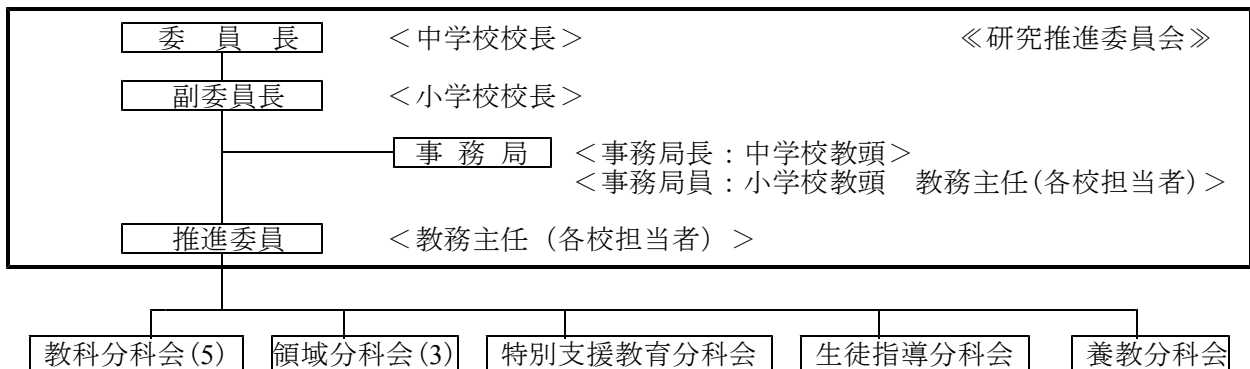 委　員　長　＜中学校校長＞　≪研究推進委員会≫
副委員長　＜小学校校長＞
事　務　局　＜事務局長：中学校教頭＞
＜事務局員：小学校教頭　教務主任(各校担当者)＞
推進委員　＜教務主任（各校担当者）＞
教科分科会(5)　領域分科会(3)　特別支援教育分科会　生徒指導分科会　養教分科会